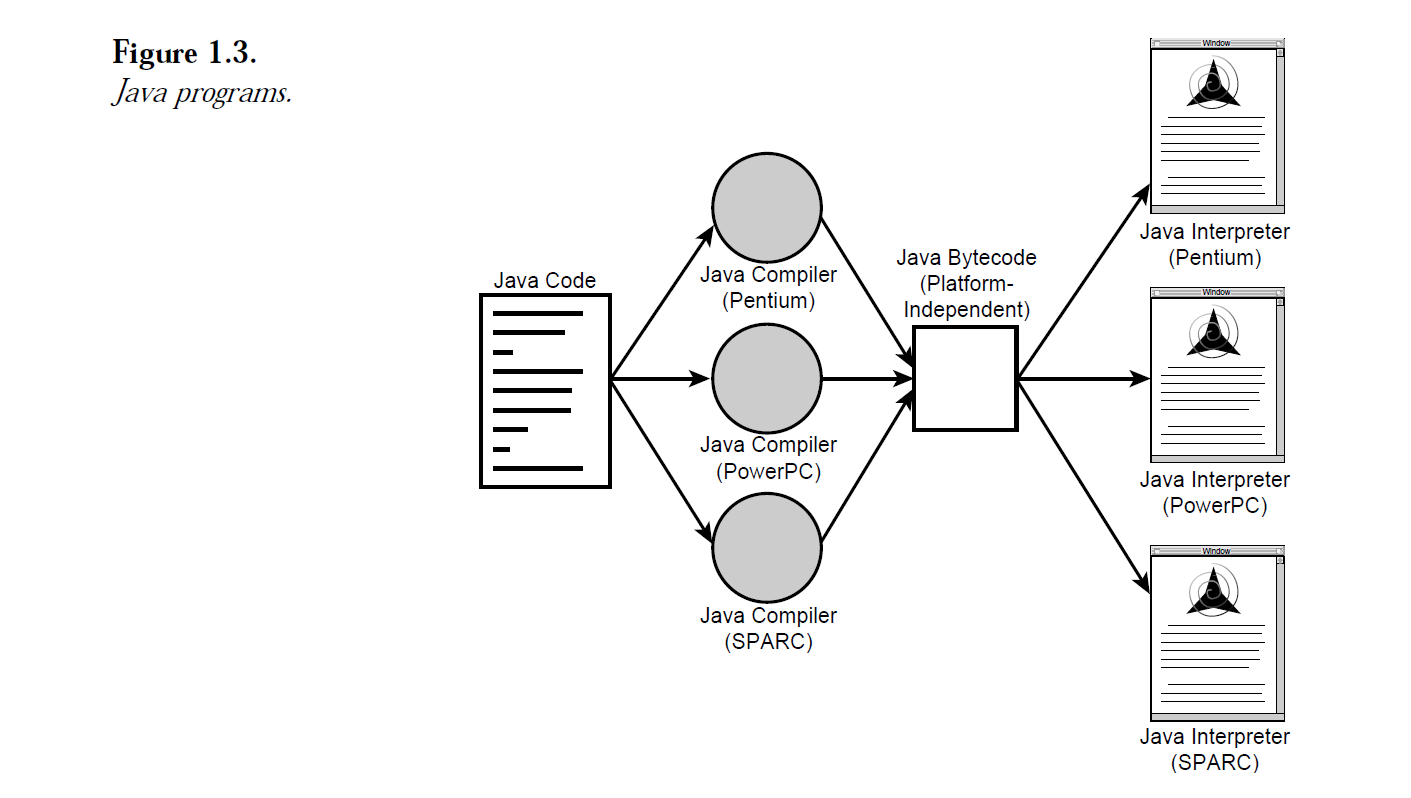 Figure 1.3.
Java programs.
Java Code
Java Compiler
(Pentium)
Java Compiler
(PowerPC)
Java Compiler
(SPARC)
Java Bytecode
(Platform-
Independent)
Window
Java Interpreter
(Pentium)
Window
Java Interpreter
(PowerPC)
Window
Java Interpreter
(SPARC)